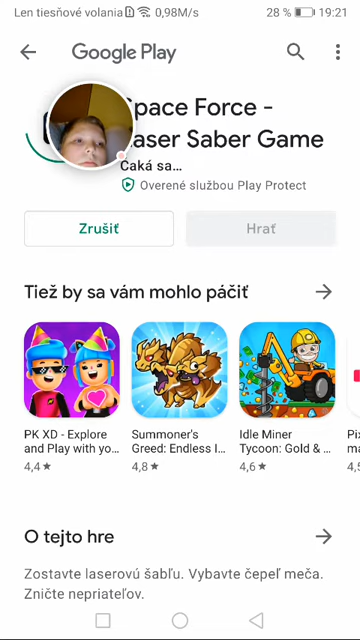 Len tiesňové volania 0,98M/s 28 % 19:21
Google Play
Space Force -
Laser Saber Game
Čaká sa…
Overené službou Play Protect
Zrušiť Hrať
Tiež by sa vám mohlo páčiť
PK XD - Explore and Play with yo…
4,4★
Summoner's Greed: Endless I…
4,8★
Idle Miner Tycoon: Gold & …
4,6★
O tejto hre
Zostavte laserovú šabľu. Vybavte čepeľ meča.
Zničte nepriateľov.